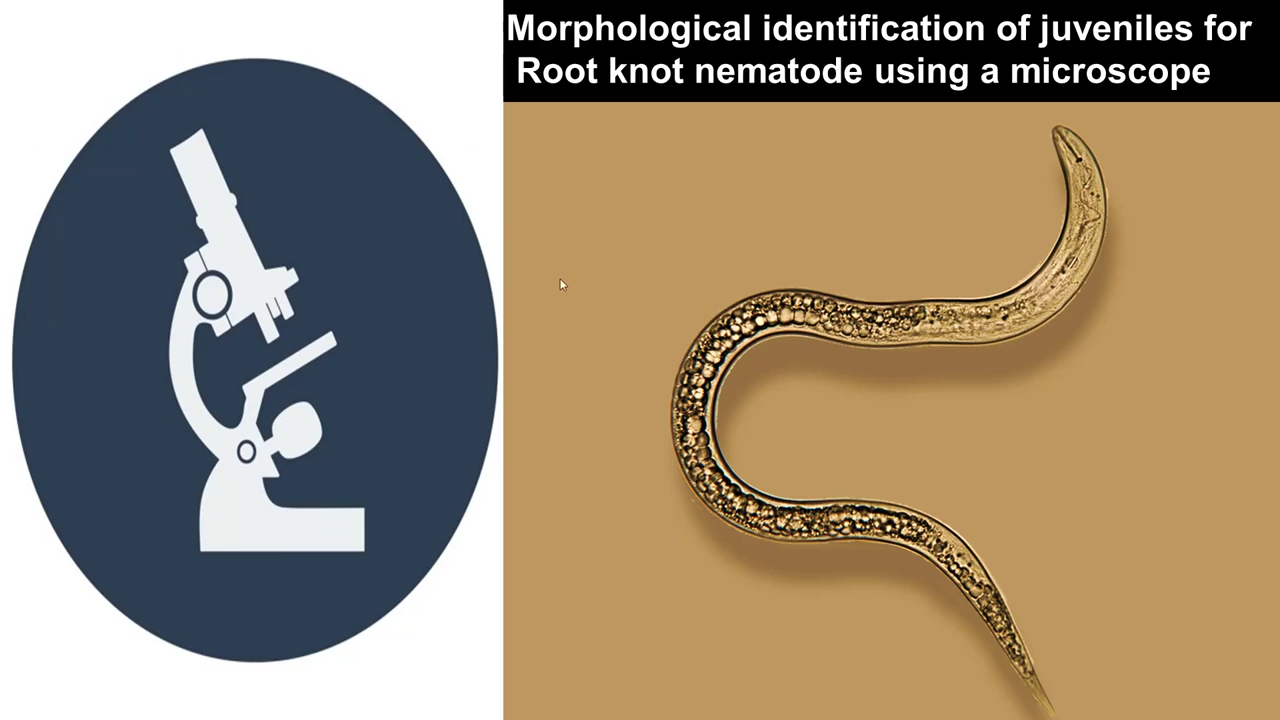 Morphological identification of juveniles for
Root knot nematode using a microscope